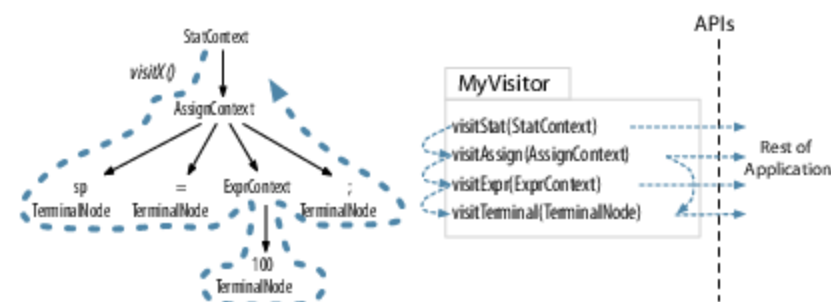 StatContext
visitX()
AssignContext
sp
TerminalNode
=
TerminalNode
ExprContext
;
TerminalNode
100
TerminalNode
MyVisitor
visitStat(StatContext)
visitAssign(AssignContext)
visitExpr(ExprContext)
visitTerminal(TerminalNode)
APIs
Rest of
Application